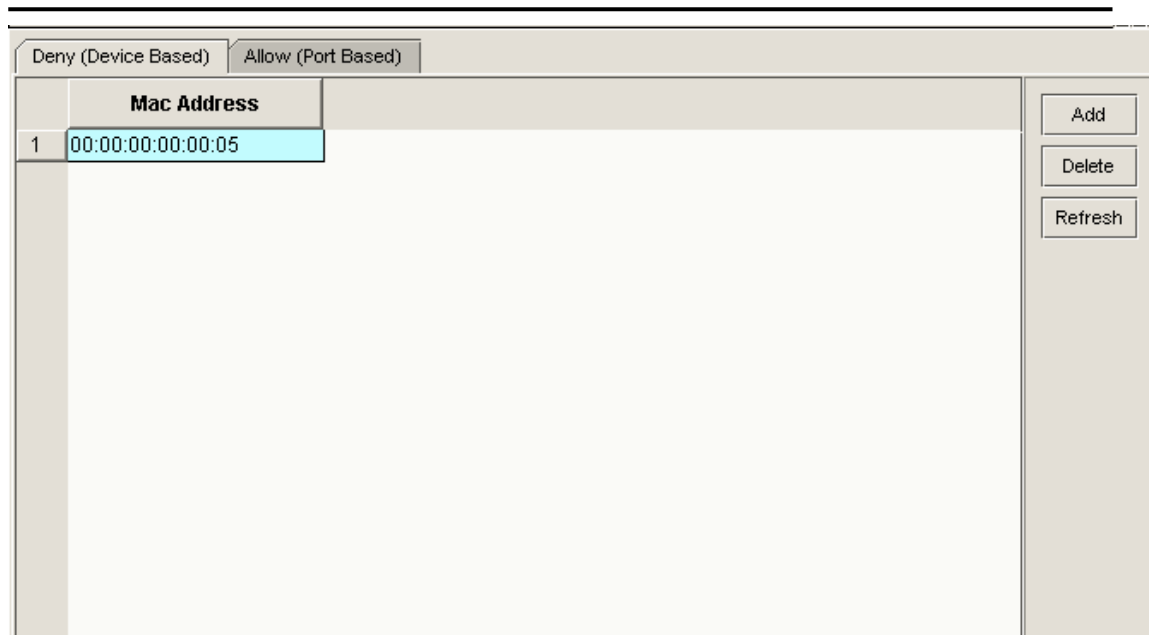 Deny (Device Based) Allow (Port Based)
Mac Address
1 00:00:00:00:00:05
Add
Delete
Refresh